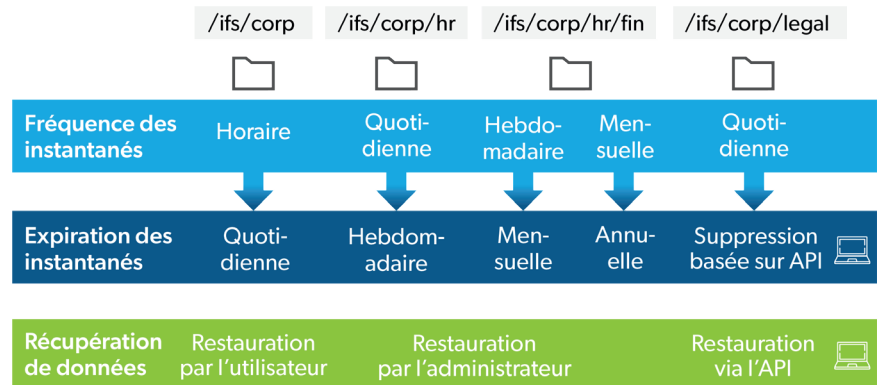 /ifs/corp
/ifs/corp/hr
/ifs/corp/hr/fin
/ifs/corp/legal
Fréquence des
instantanés
Horaire
Quoti-
dienne
Hebdo-
madaire
Men-
suelle
Quoti-
dienne
Expiration des
instantanés
Quoti-
dienne
Hebdom-
adaire
Men-
suelle
Annu-
elle
Suppression
basée sur API
Récupération
de données
Restauration
par l’utilisateur
Restauration
par l’administrateur
Restauration
via l’API